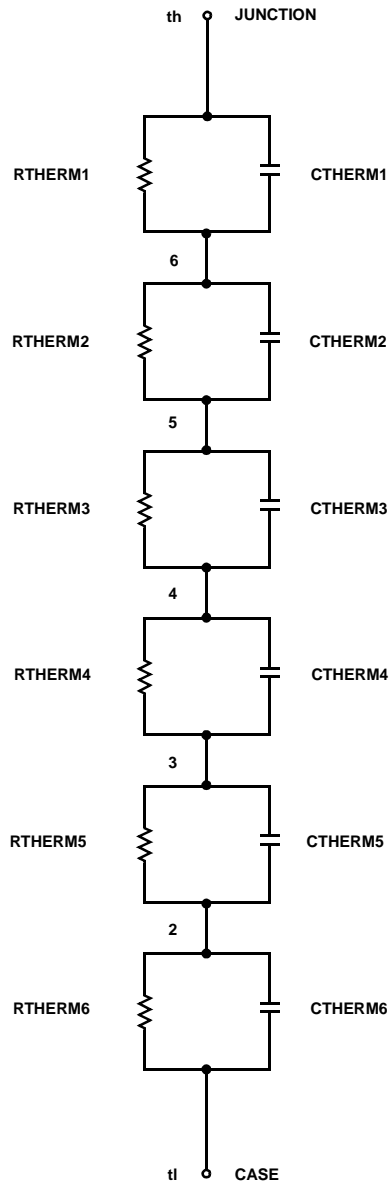 th JUNCTION
RTHERM1 CTHERM1
6
RTHERM2 CTHERM2
5
RTHERM3 CTHERM3
4
RTHERM4 CTHERM4
3
RTHERM5 CTHERM5
2
RTHERM6 CTHERM6
tl CASE